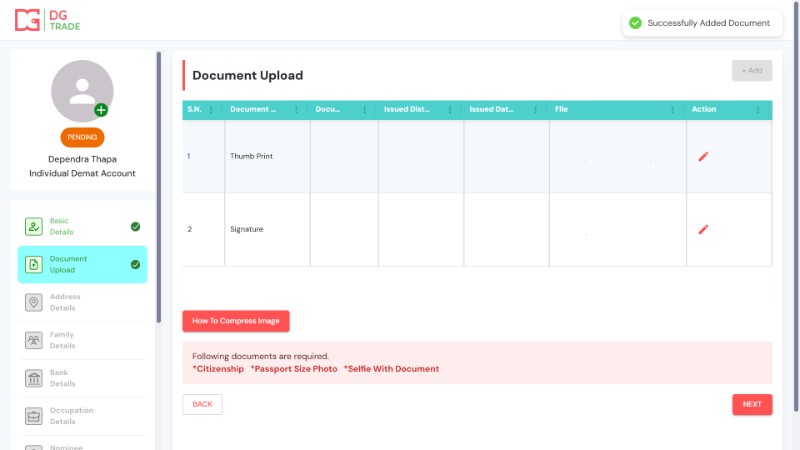 DG
TRADE
Successfully Added Document
PENDING
Dependra Thapa
Individual Demat Account
Basic
Details
Document
Upload
Address
Details
Family
Details
Bank
Details
Occupation
Details
Nominee
Document Upload
+ Add
S.N. Document ... Docu... Issued Dist... Issued Dat... File Action
1 Thumb Print
2 Signature
How To Compress Image
Following documents are required.
*Citizenship *Passport Size Photo *Selfie With Document
BACK
NEXT